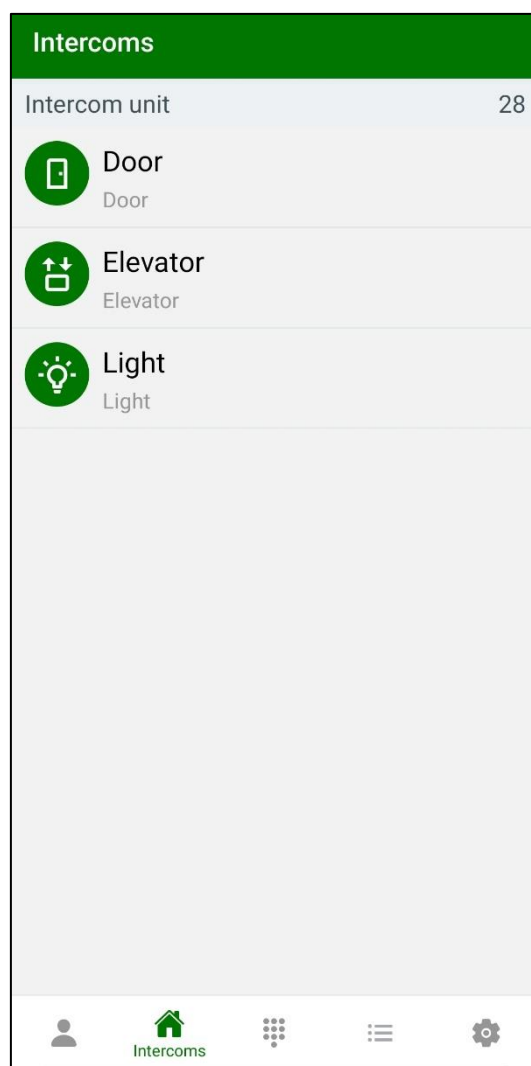 Intercoms
Intercom unit 28
Door
Door
Elevator
Elevator
Light
Light
Intercoms